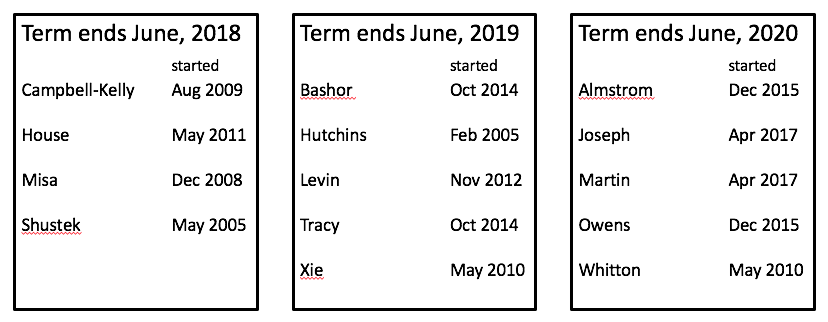 Term ends June, 2018
started
Campbell-Kelly Aug 2009
House May 2011
Misa Dec 2008
Shustek May 2005
Term ends June, 2019
started
Bashor Oct 2014
Hutchins Feb 2005
Levin Nov 2012
Tracy Oct 2014
Xie May 2010
Term ends June, 2020
started
Almstrom Dec 2015
Joseph Apr 2017
Martin Apr 2017
Owens Dec 2015
Whitton May 2010